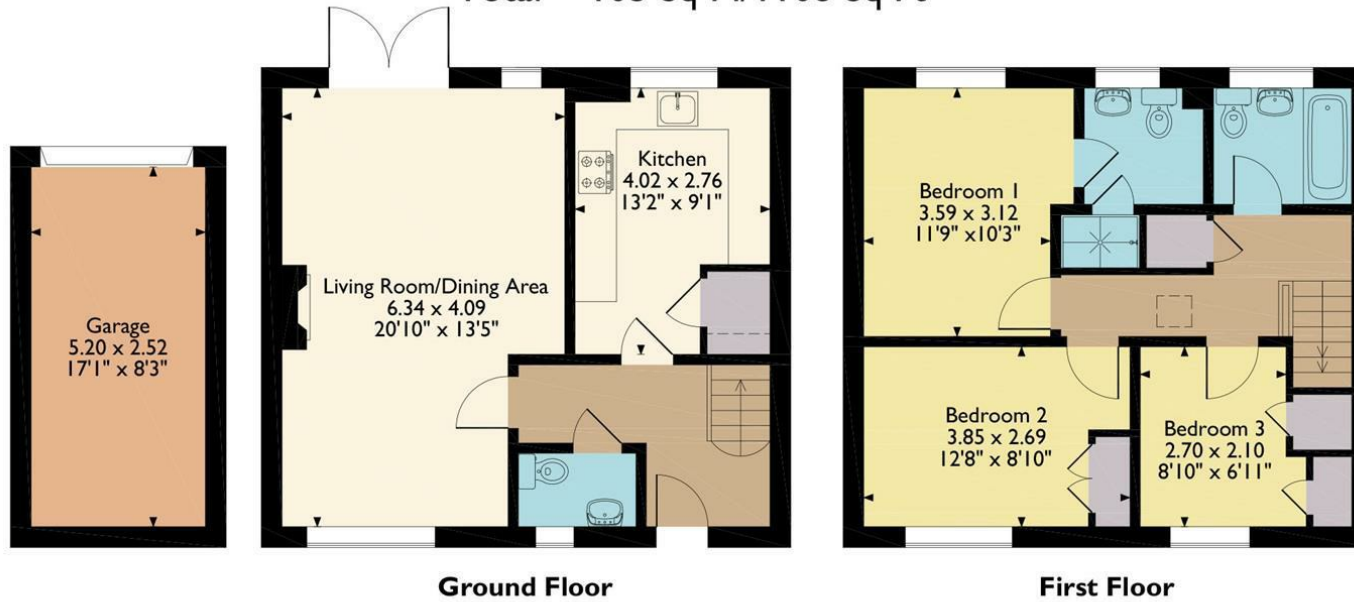 Garage
5.20 x 2.52
17'1" x 8'3"
Living Room/Dining Area
6.34 x 4.09
20'10" x 13'5"
Kitchen
4.02 x 2.76
13'2" x 9'1"
Ground Floor
Bedroom 1
3.59 x 3.12
11'9" x10'3"
Bedroom 2
3.85 x 2.69
12'8" x 8'10"
Bedroom 3
2.70 x 2.10
8'10" x 6'11"
First Floor